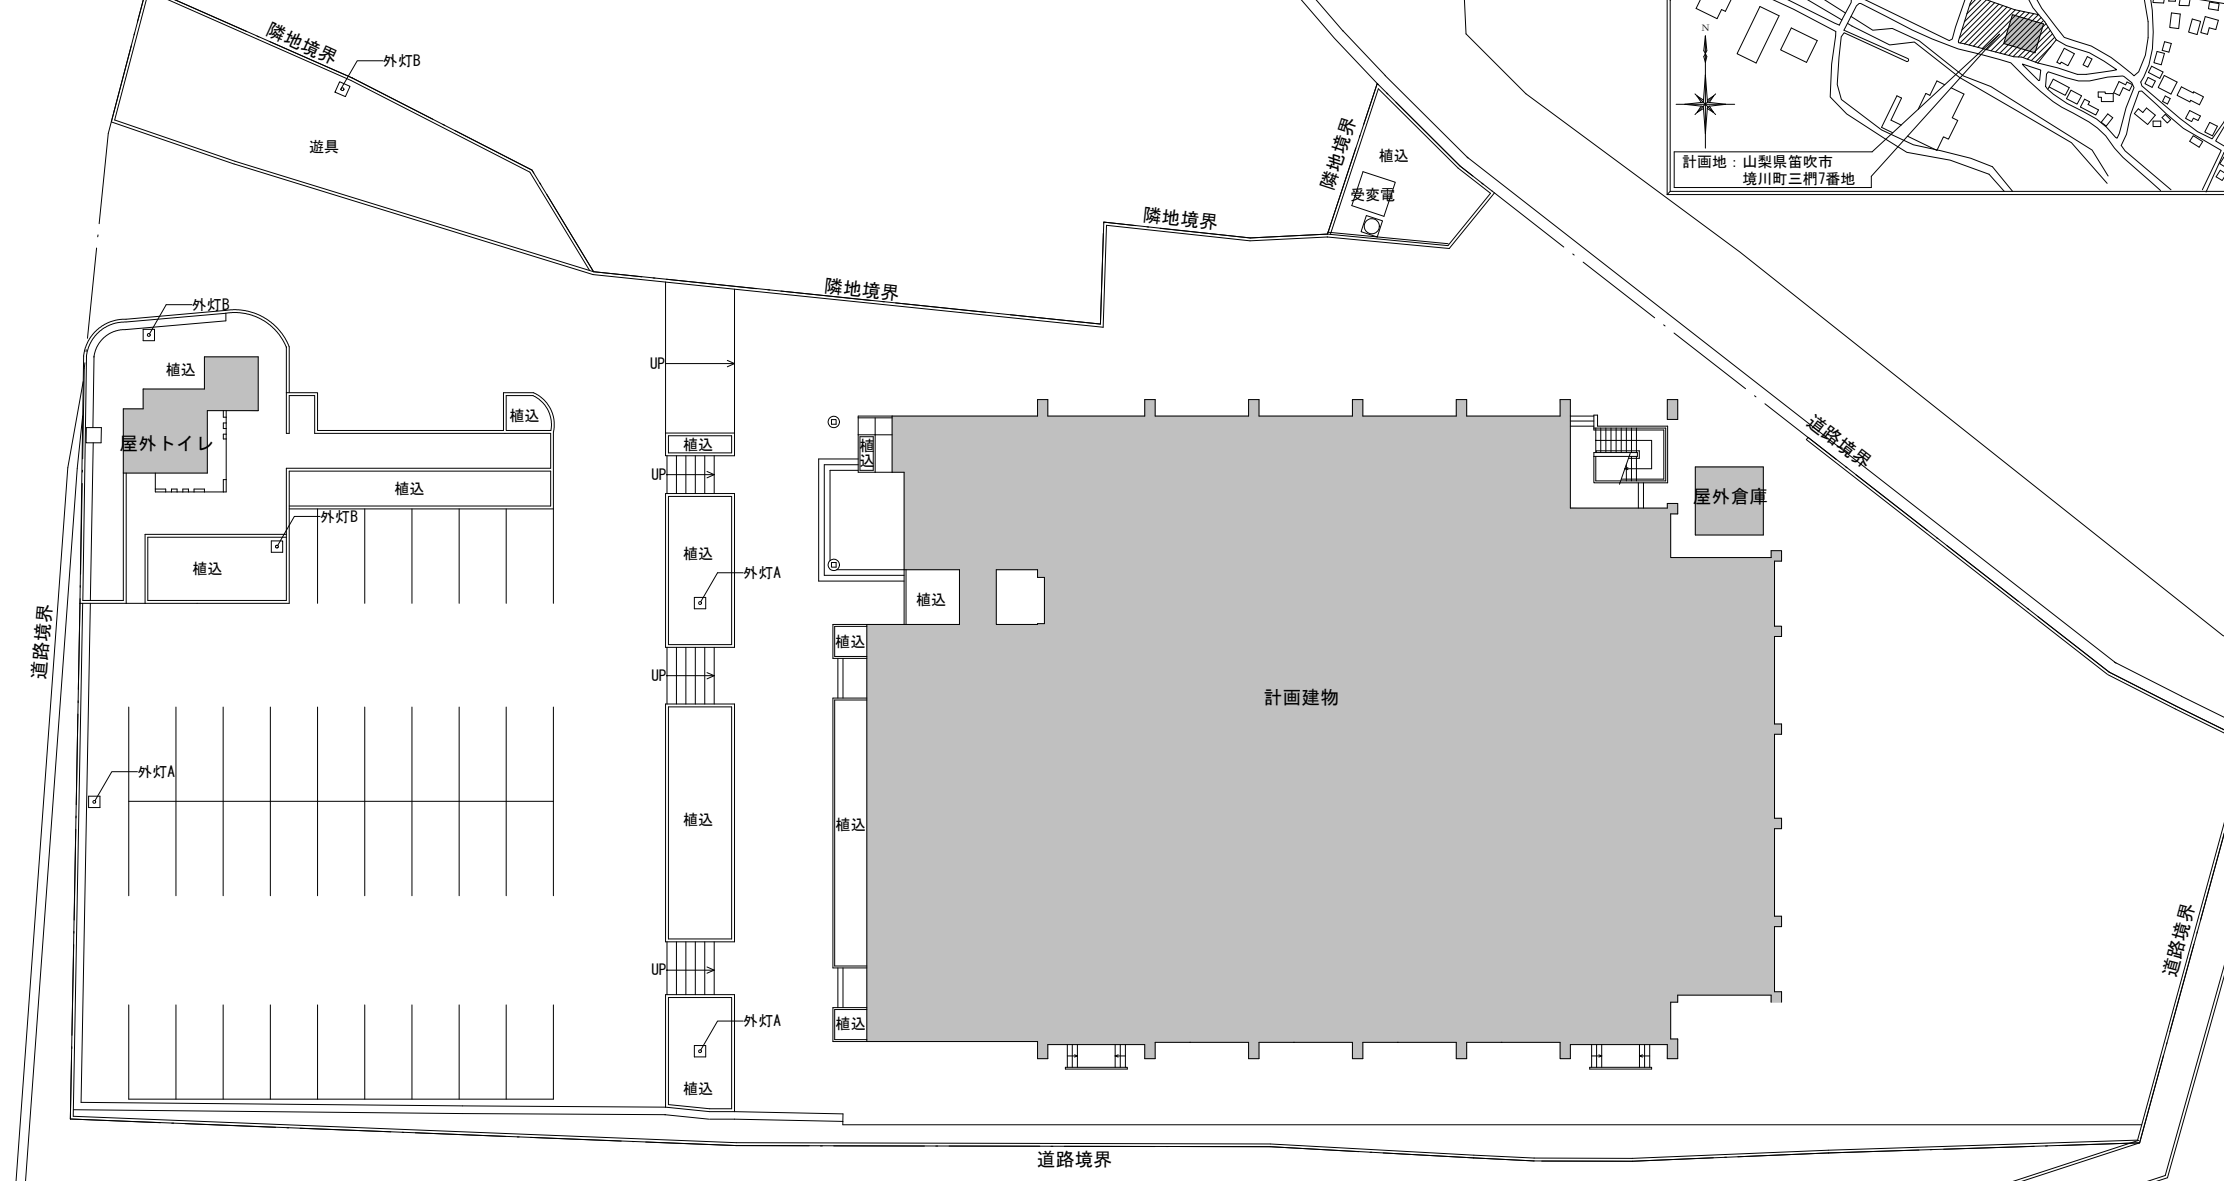 隣地境界
外灯B
N
遊具
隣地境界
植込
受変電
計画地：山梨県笛吹市
境川町三椚7番地
隣地境界
隣地境界
外灯B
植込
UP
屋外トイレ
植込
植込
植込
UP
道路境界
植込
屋外倉庫
外灯B
植込
植込
外灯A
植込
植込
道路境界
UP
計画建物
外灯A
植込
植込
UP
道路境界
外灯A
植込
植込
道路境界